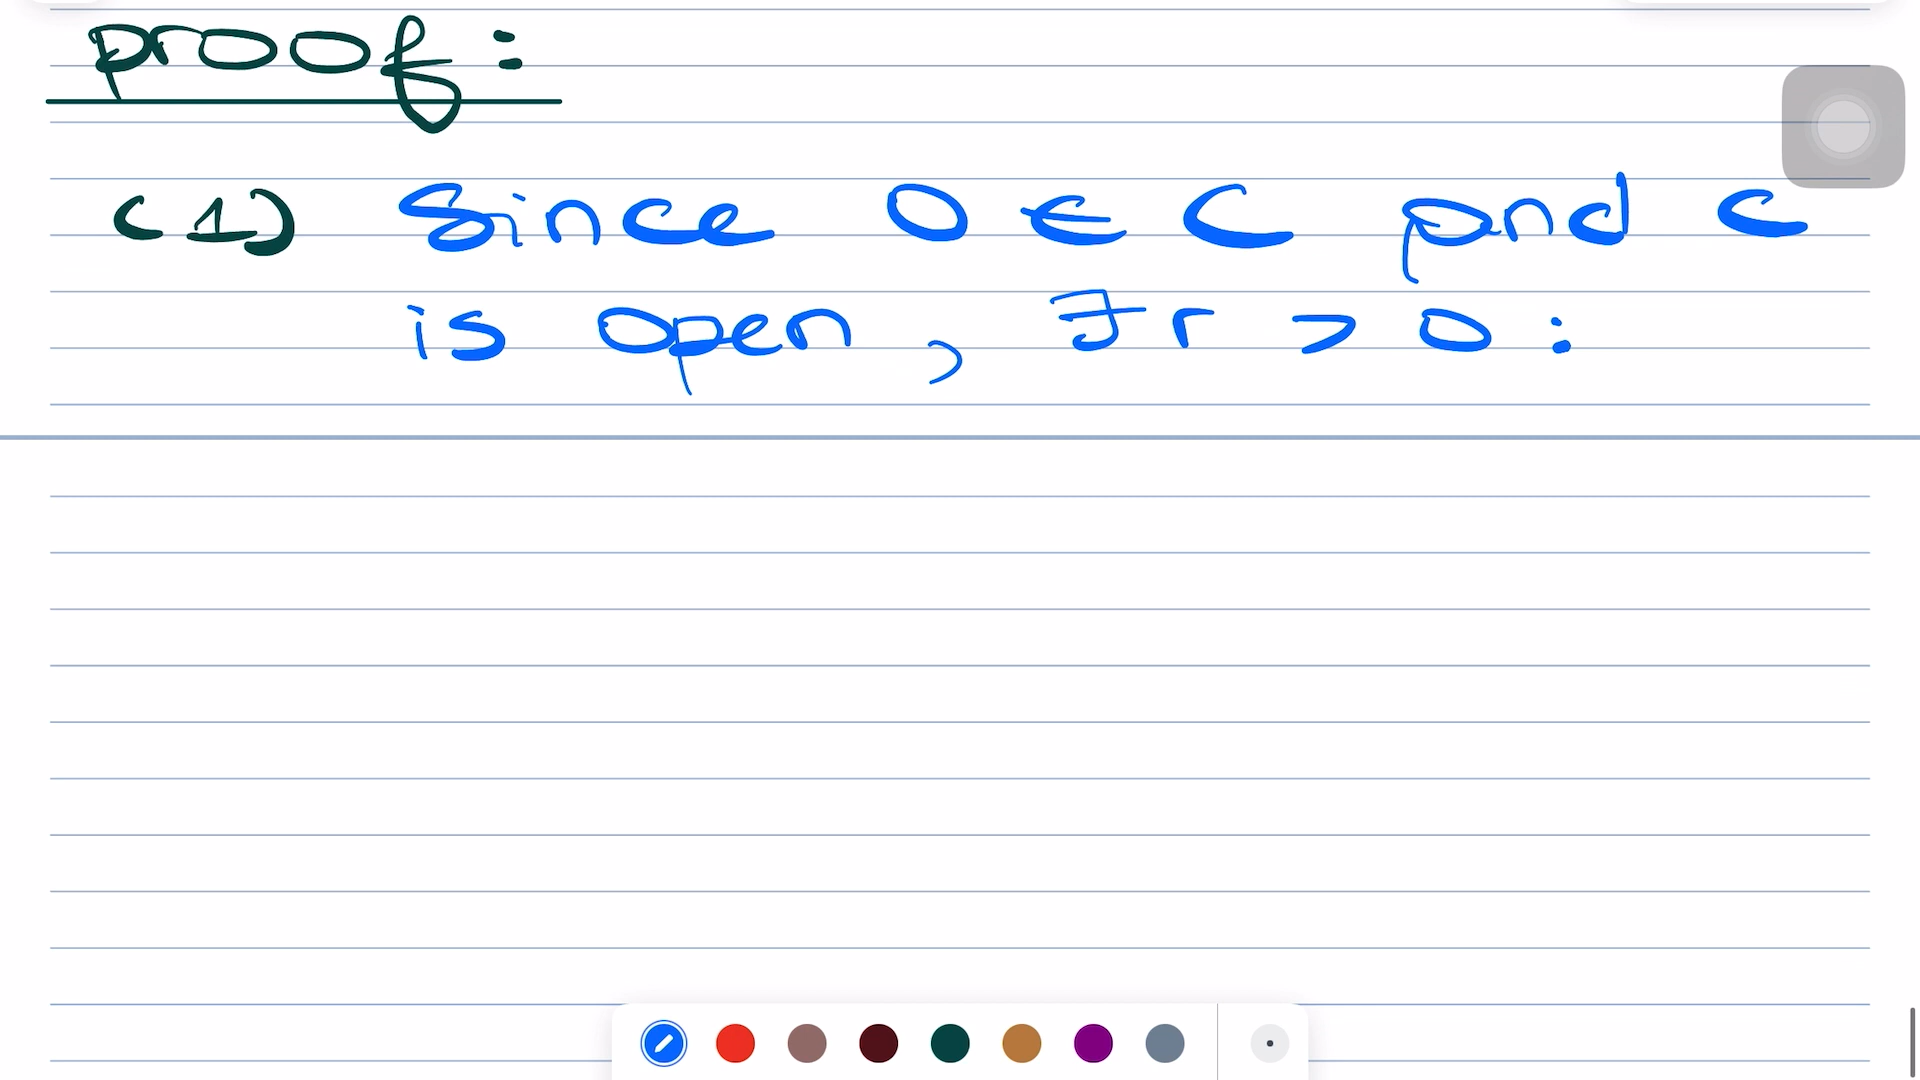 proof:
(1) Since 0 ∈ C and C
is open, ∃r > 0: